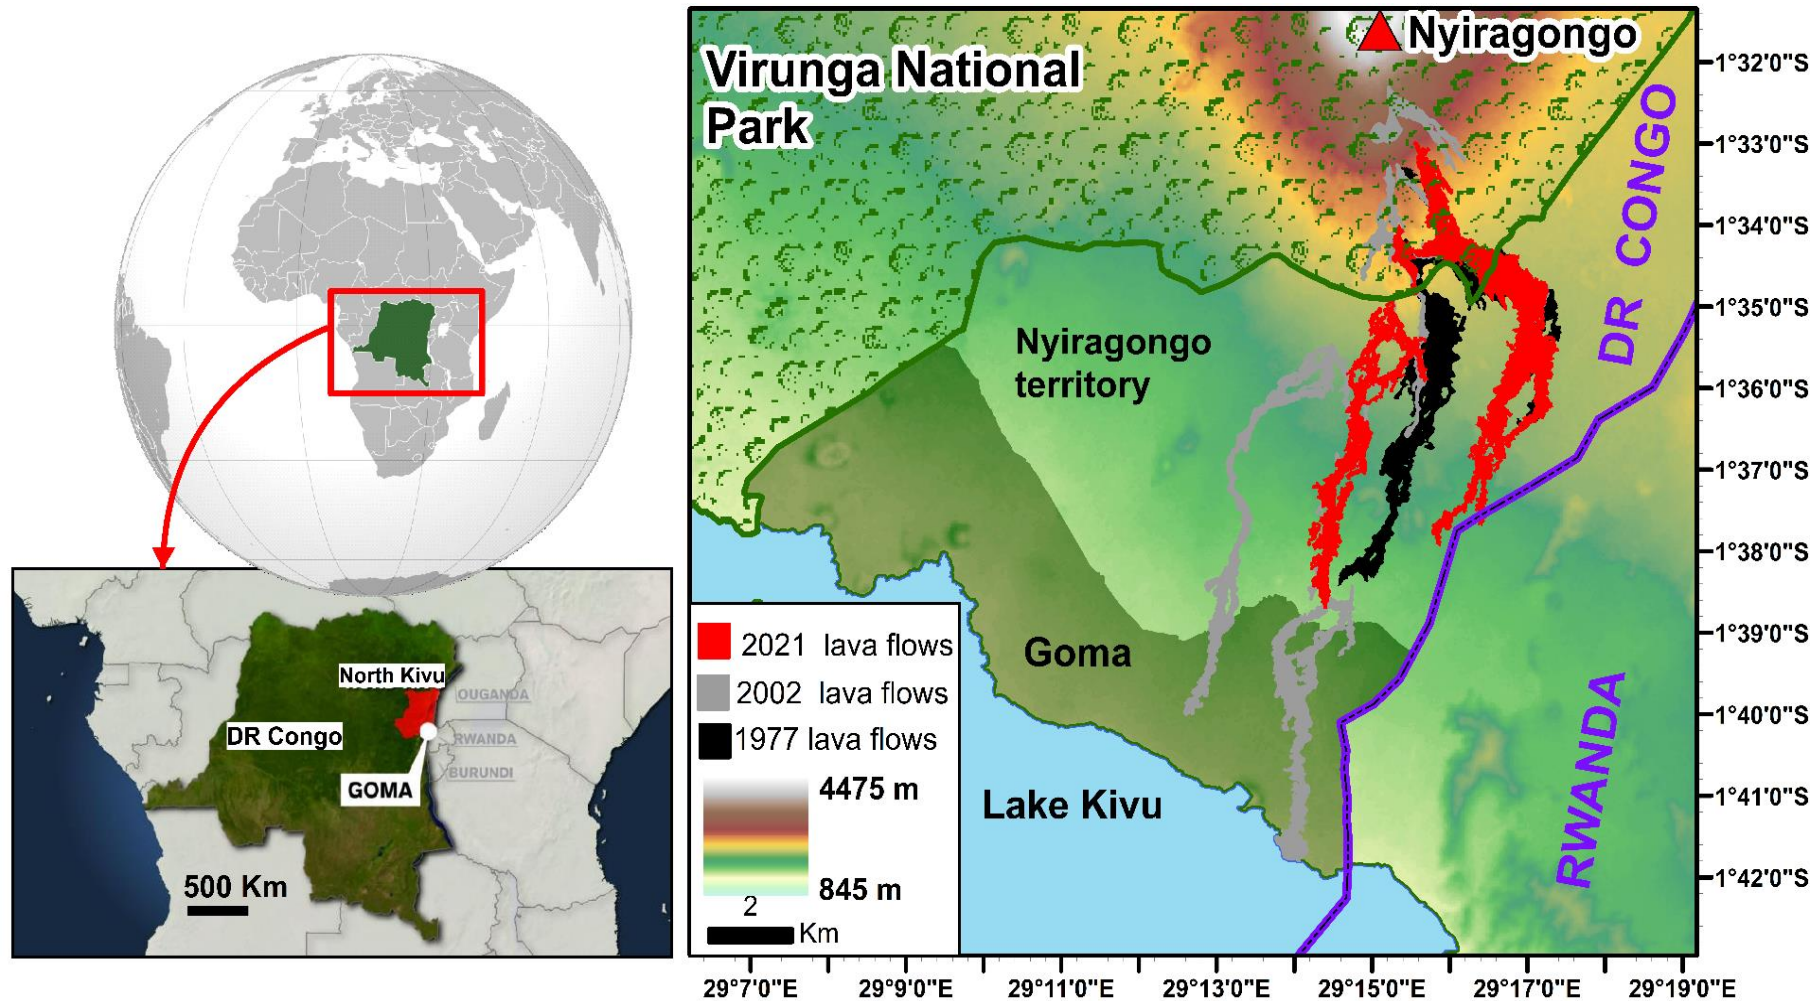 Virunga National
Park
Nyiragongo
Nyiragongo
territory
DR CONGO
RWANDA
Goma
Lake Kivu
2021 lava flows
2002 lava flows
1977 lava flows
4475 m
845 m
2
Km
1°32'0"S
1°33'0"S
1°34'0"S
1°35'0"S
1°36'0"S
1°37'0"S
1°38'0"S
1°39'0"S
1°40'0"S
1°41'0"S
1°42'0"S
29°7'0"E
29°9'0"E
29°11'0"E
29°13'0"E
29°15'0"E
29°17'0"E
29°19'0"E
North Kivu
OUGANDA
DR Congo
RWANDA
BURUNDI
GOMA
500 Km